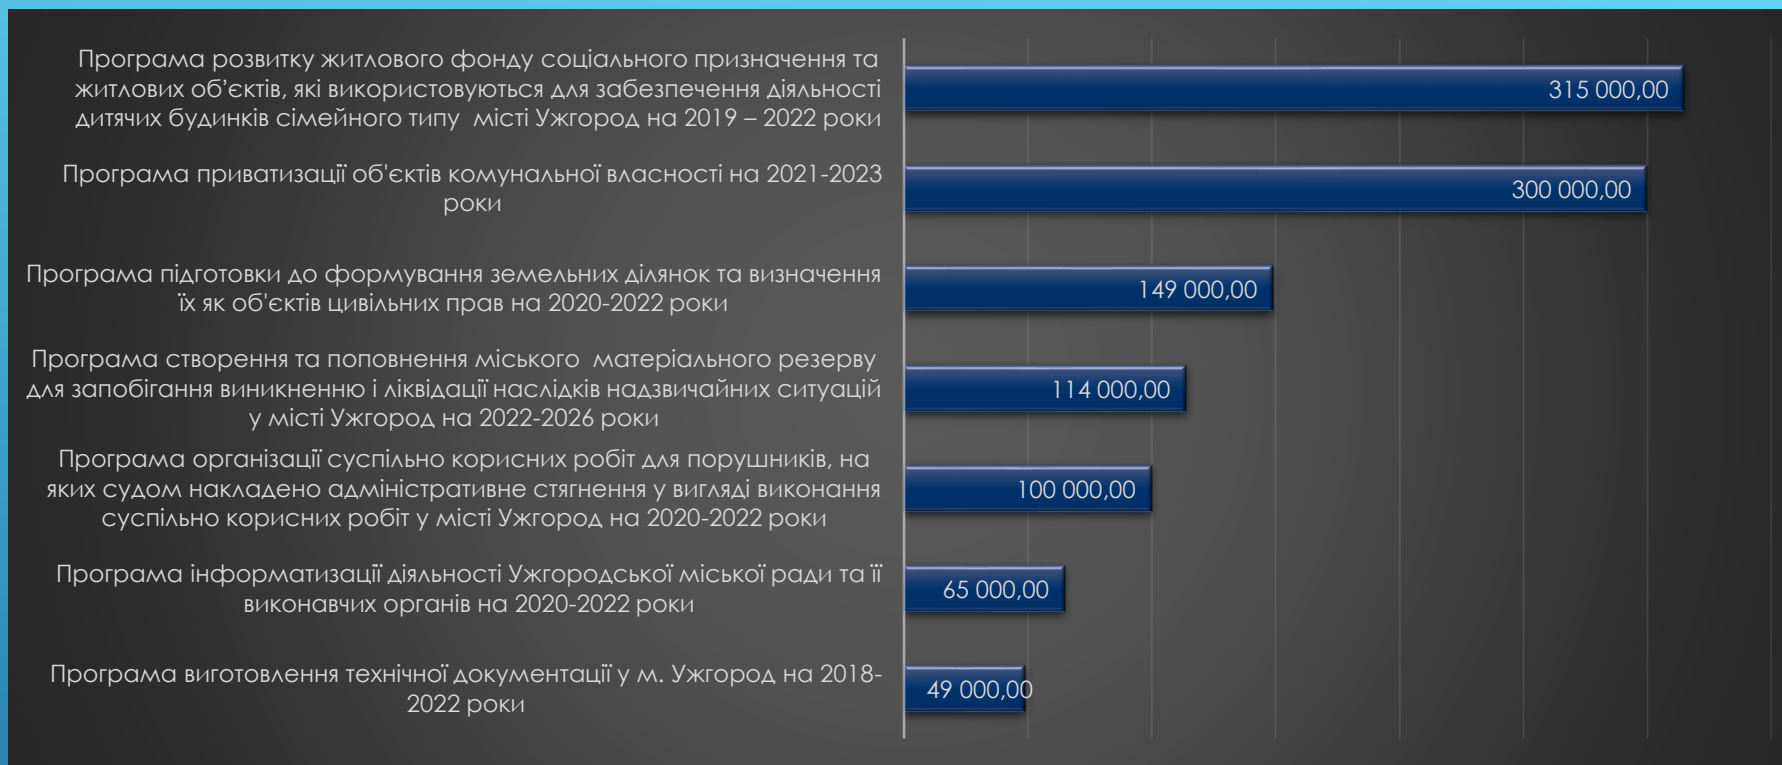 Програма розвитку житлового фонду соціального призначення та
житлових об’єктів, які використовуються для забезпечення діяльності
дитячих будинків сімейного типу  місті Ужгород на 2019 – 2022 роки
315 000,00
Програма приватизації об'єктів комунальної власності на 2021-2023
роки
300 000,00
Програма підготовки до формування земельних ділянок та визначення
їх як об'єктів цивільних прав на 2020-2022 роки
149 000,00
Програма створення та поповнення міського  матеріального резерву
для запобігання виникненню і ліквідації наслідків надзвичайних ситуацій
у місті Ужгород на 2022-2026 роки
114 000,00
Програма організації суспільно корисних робіт для порушників, на
яких судом накладено адміністративне стягнення у вигляді виконання
суспільно корисних робіт у місті Ужгород на 2020-2022 роки
100 000,00
Програма інформатизації діяльності Ужгородської міської ради та її
виконавчих органів на 2020-2022 роки
65 000,00
Програма виготовлення технічної документації у м. Ужгород на 2018-
2022 роки
49 000,00